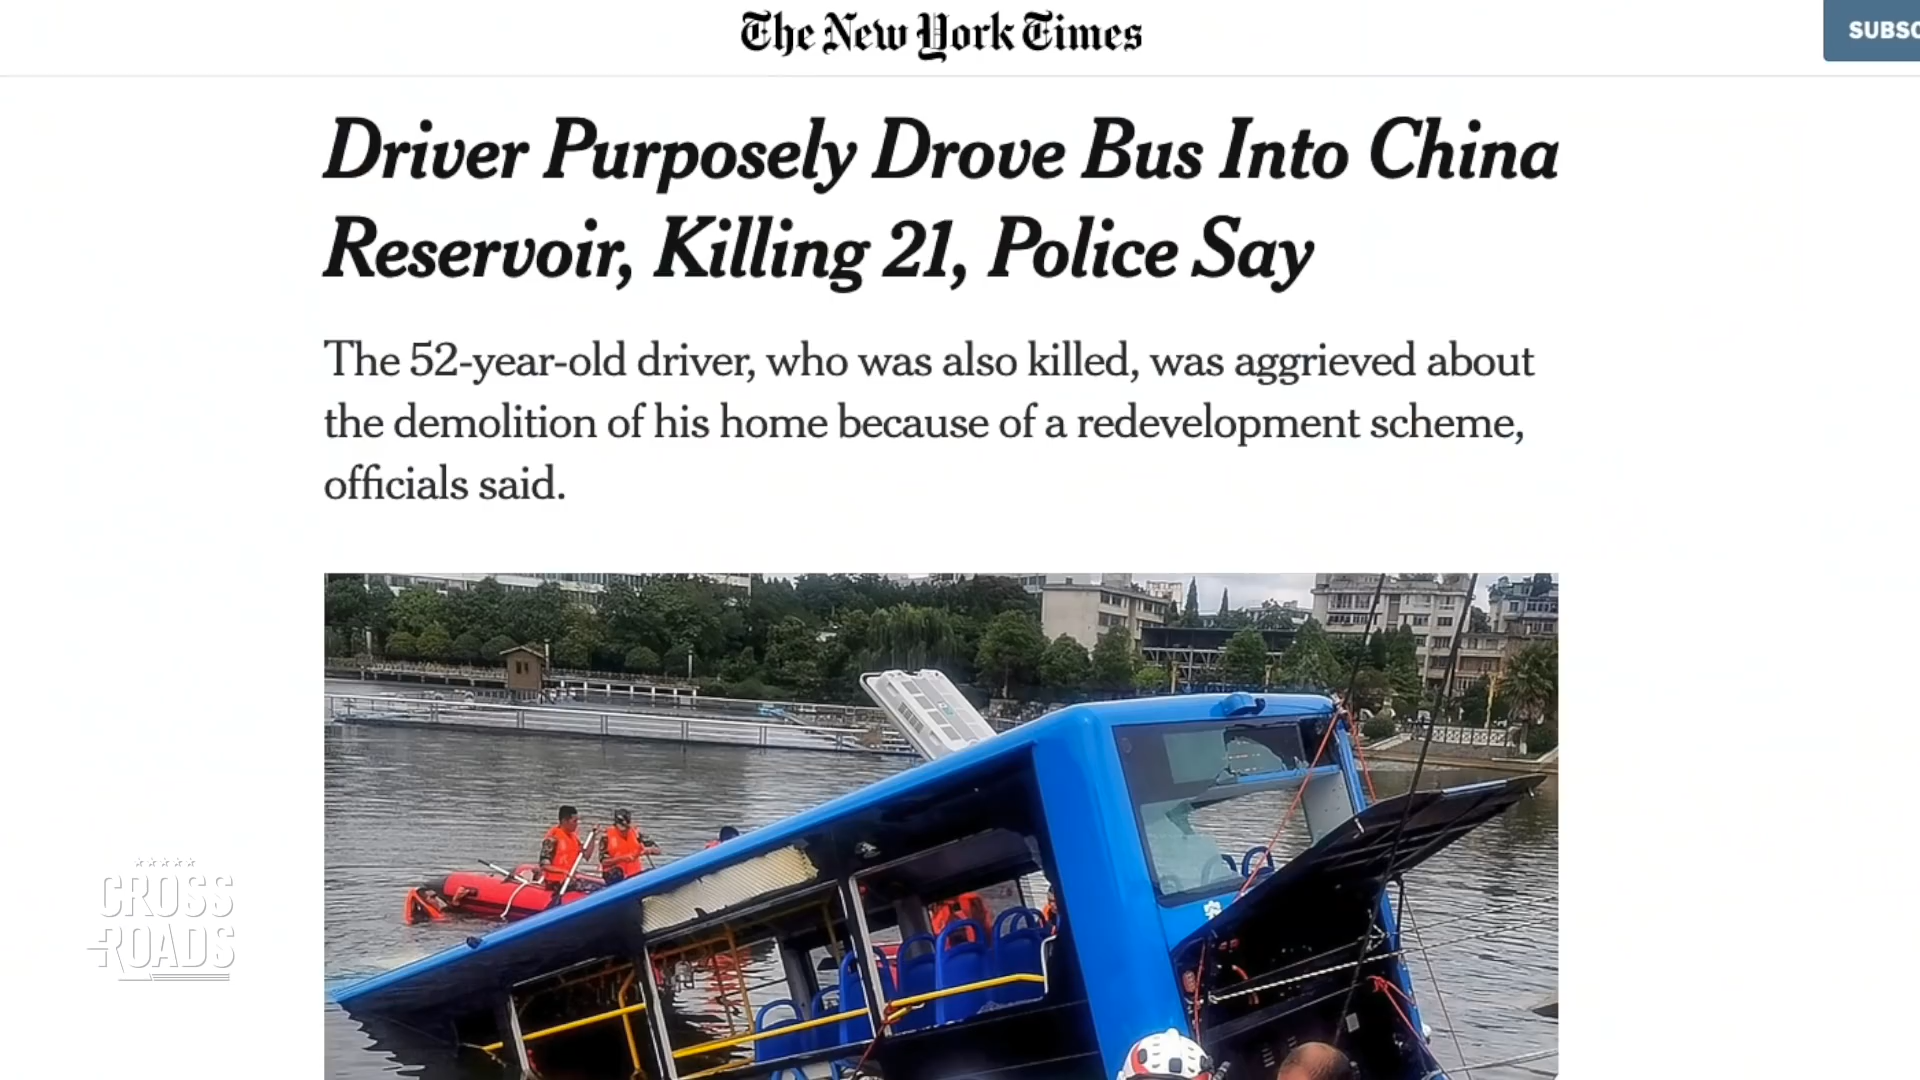 The New York Times
SUBSC
Driver Purposely Drove Bus Into China
Reservoir, Killing 21, Police Say
The 52-year-old driver, who was also killed, was aggrieved about
the demolition of his home because of a redevelopment scheme,
officials said.
CROSS
ROADS